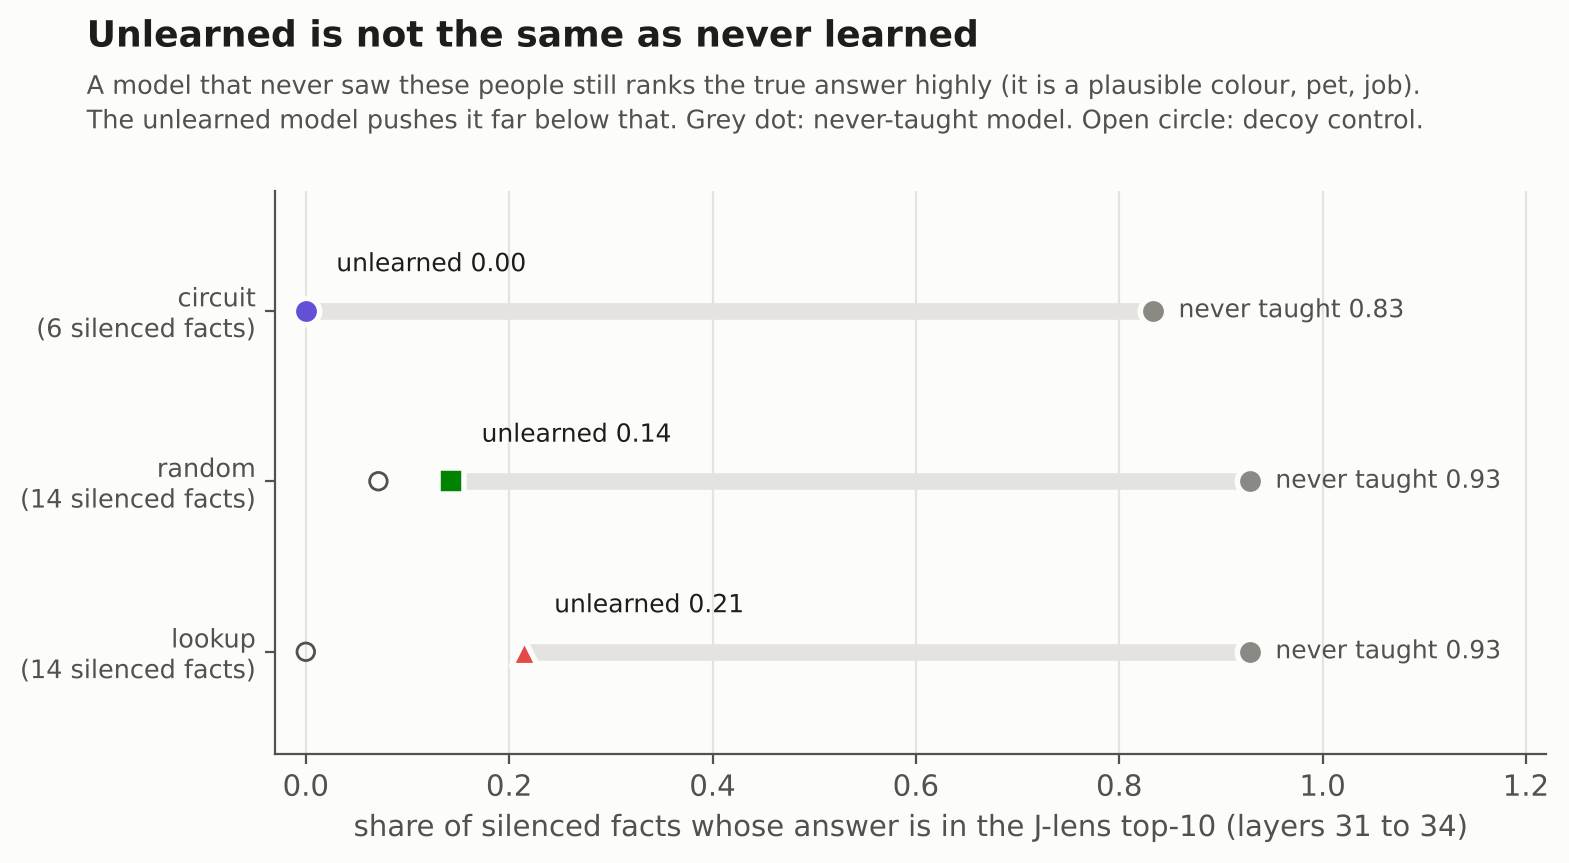 Unlearned is not the same as never learned
A model that never saw these people still ranks the true answer highly (it is a plausible colour, pet, job).
The unlearned model pushes it far below that. Grey dot: never-taught model. Open circle: decoy control.
unlearned 0.00
circuit
(6 silenced facts)
never taught 0.83
unlearned 0.14
random
(14 silenced facts)
never taught 0.93
unlearned 0.21
lookup
(14 silenced facts)
never taught 0.93
0.0 0.2 0.4 0.6 0.8 1.0 1.2
share of silenced facts whose answer is in the J-lens top-10 (layers 31 to 34)